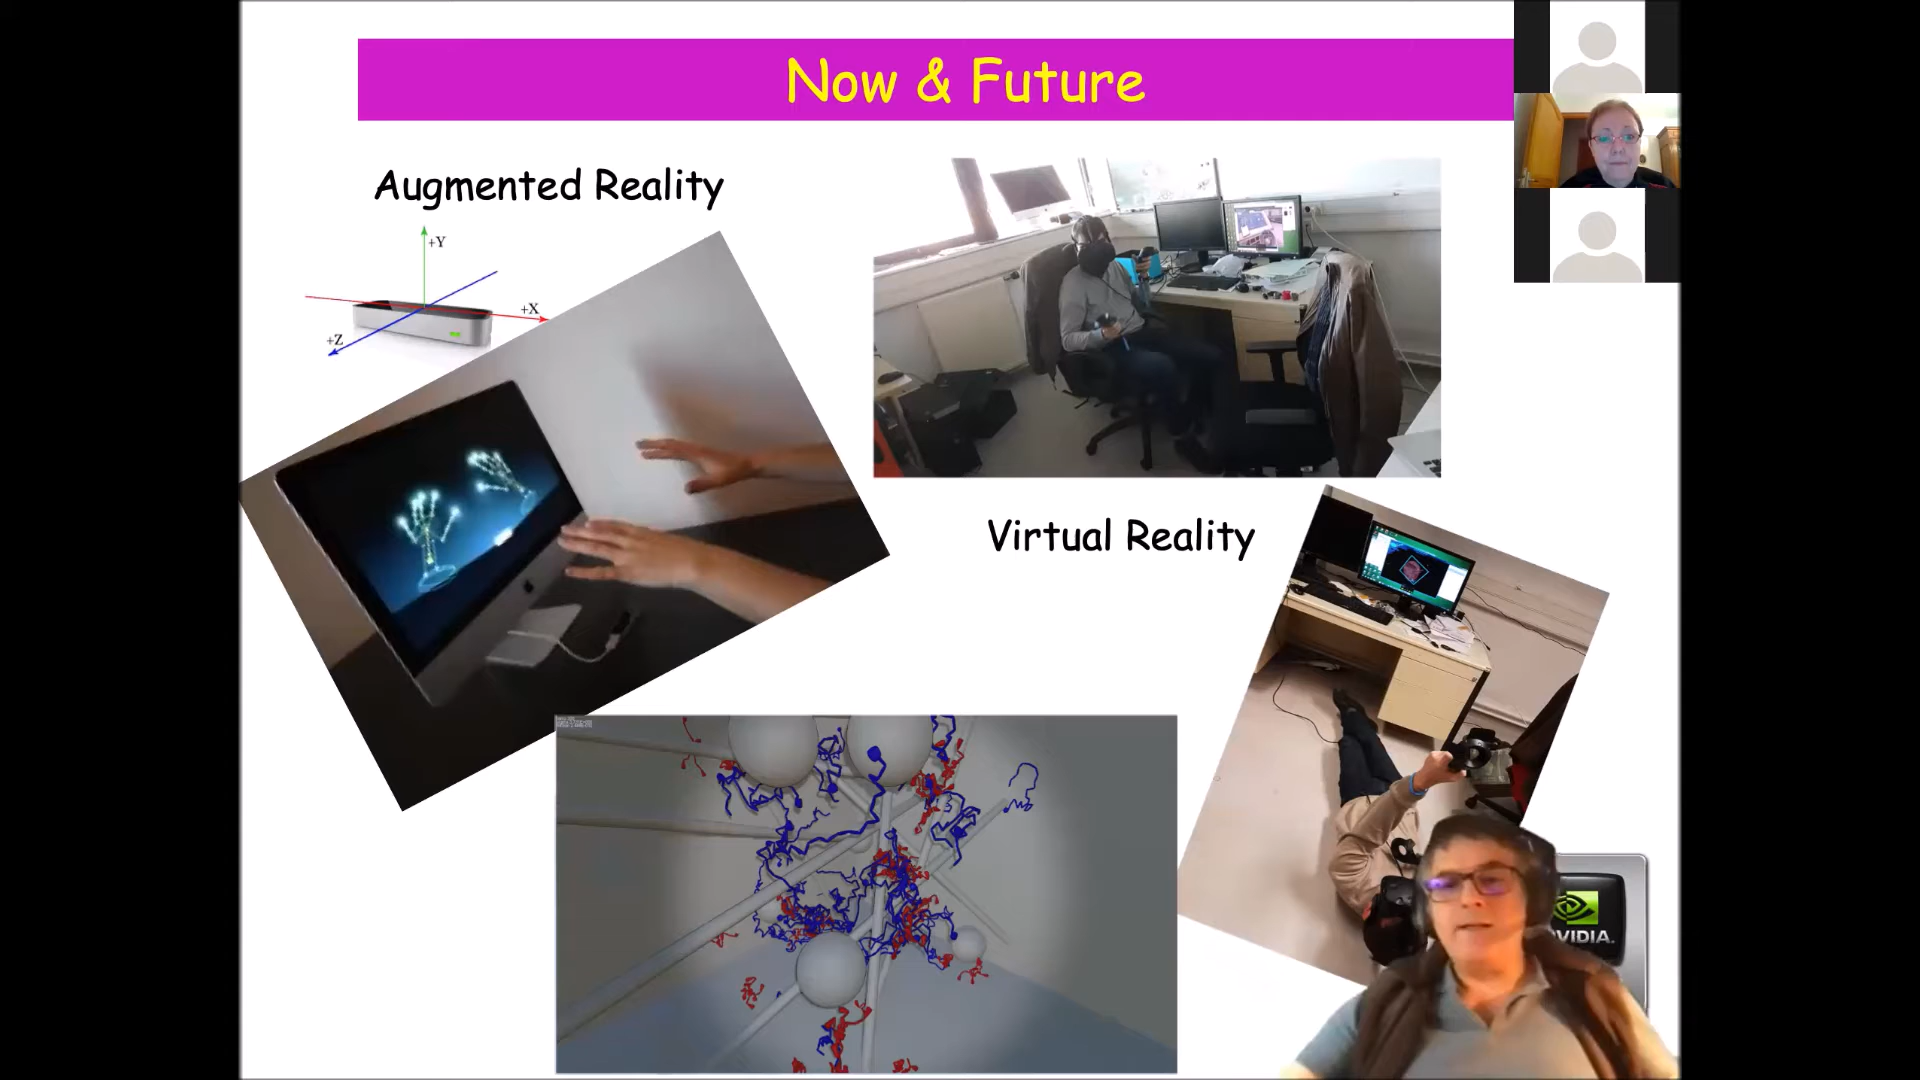 Now & Future
Augmented Reality
+Y
+X
+Z
Virtual Reality
VIDIA.